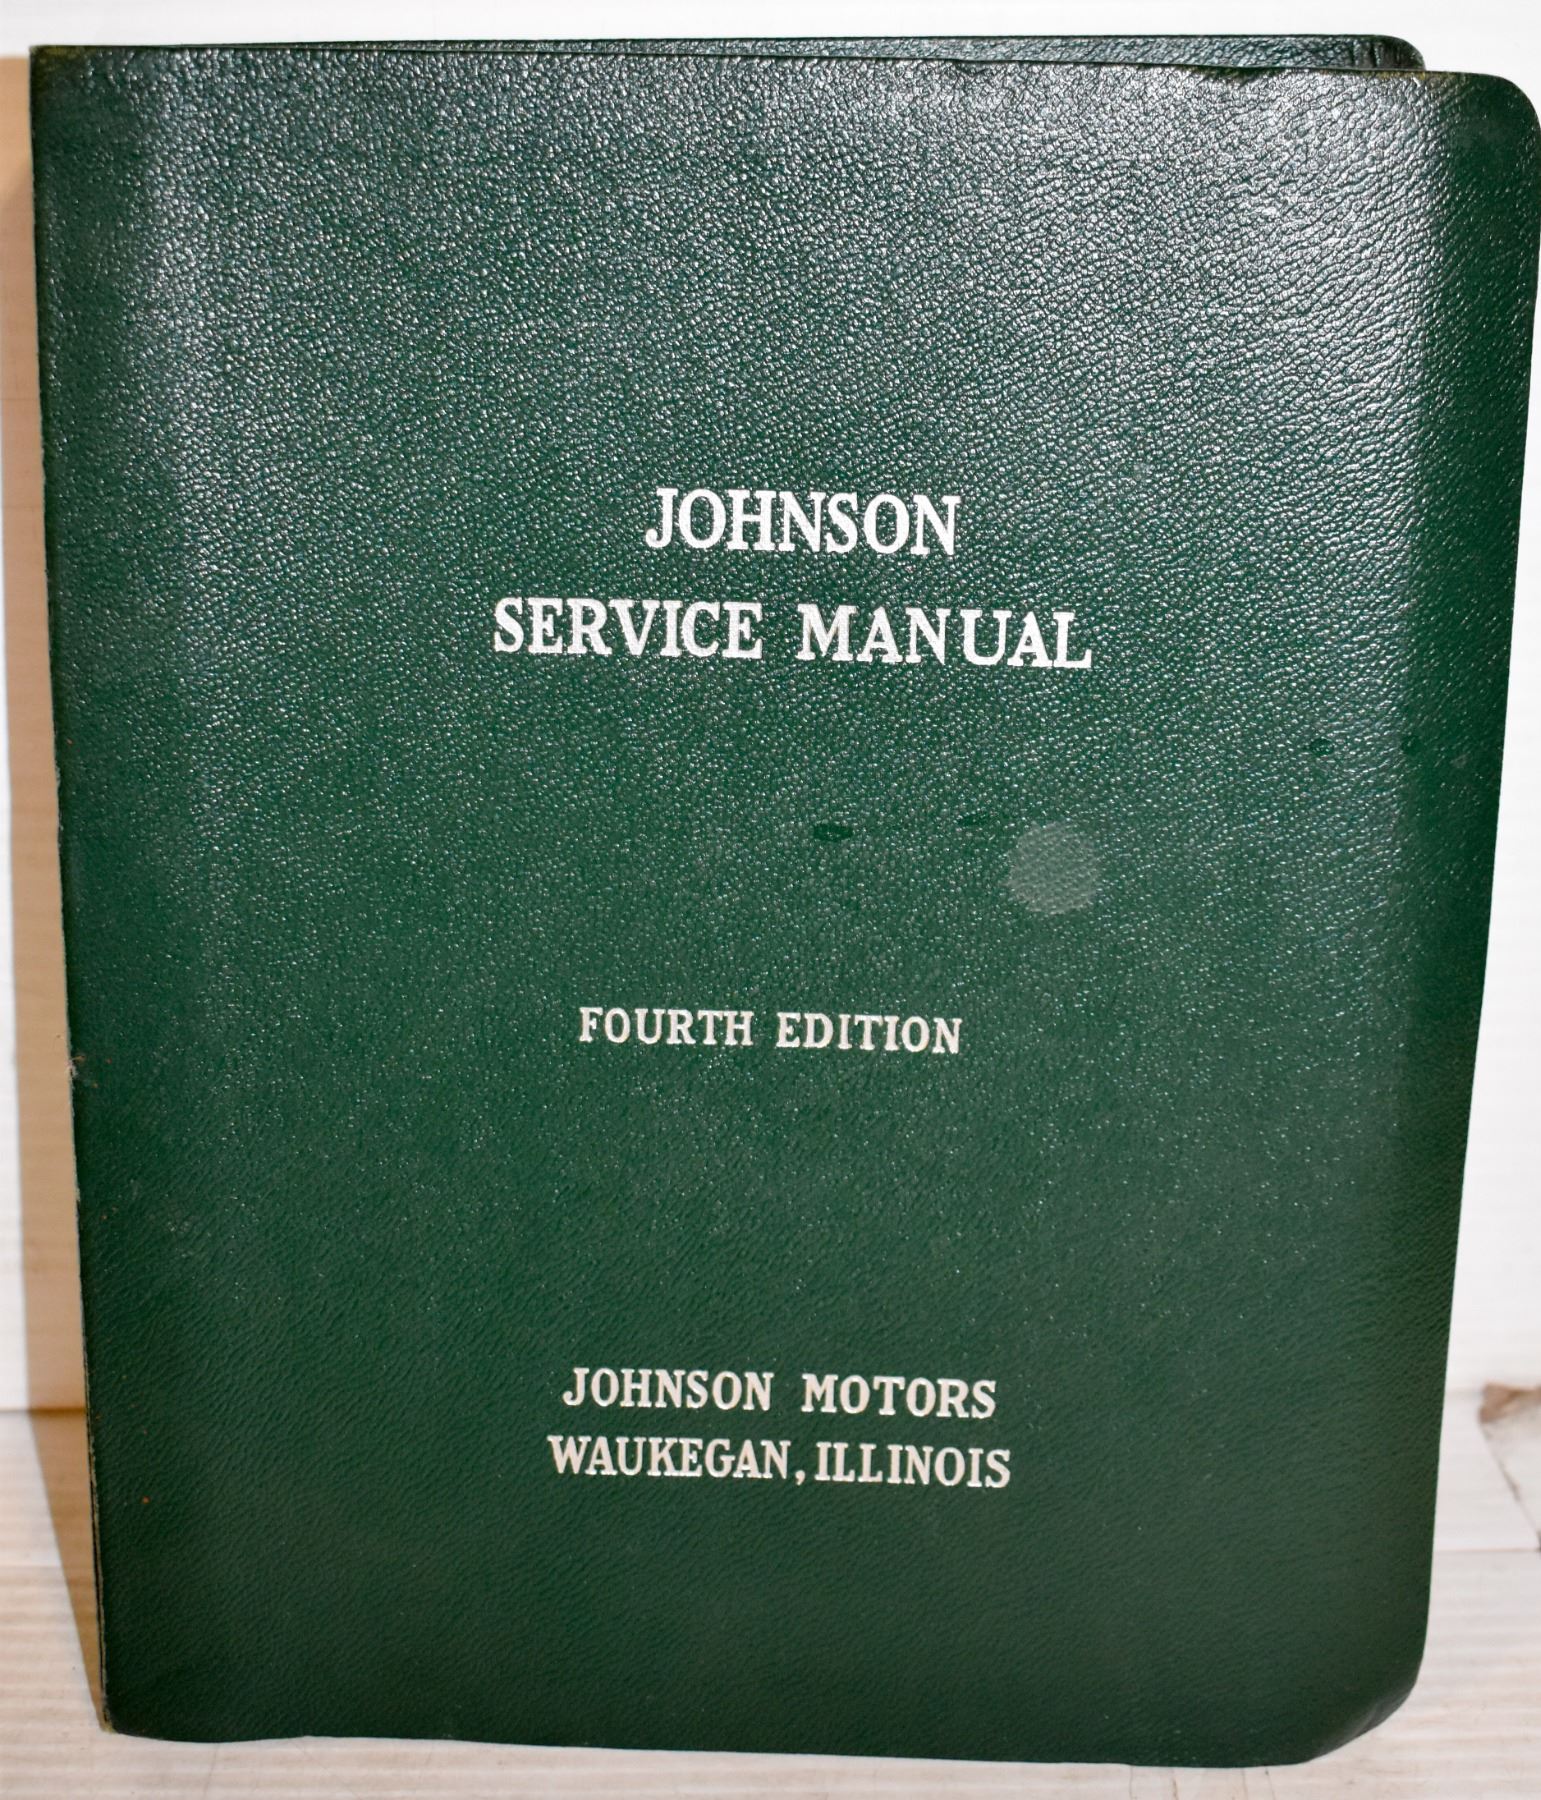 JOHNSON
SERVICE MANUAL
FOURTH EDITION
JOHNSON MOTORS
WAUKEGAN, ILLINOIS